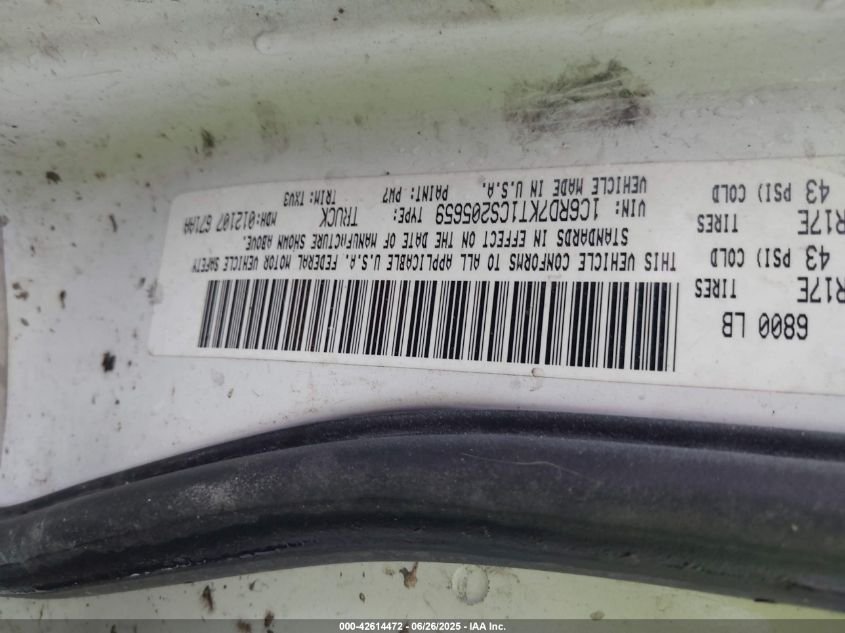 6800 LB
R17E TIRES 43 PSI) COLD
R17E TIRES 43 PSI) COLD
THIS VEHICLE CONFORMS TO ALL APPLICABLE U.S.A. FEDERAL MOTOR VEHICLE SAFETY
STANDARDS IN EFFECT ON THE DATE OF MANUFACTURE SHOWN ABOVE.
VIN: 1C6RD7KT1CS205659 TYPE: TRUCK MDH:012107 671AA
VEHICLE MADE IN U.S.A. PAINT: PW7 TRIM: TXV3
000-42614472 - 06/26/2025 - IAA Inc.